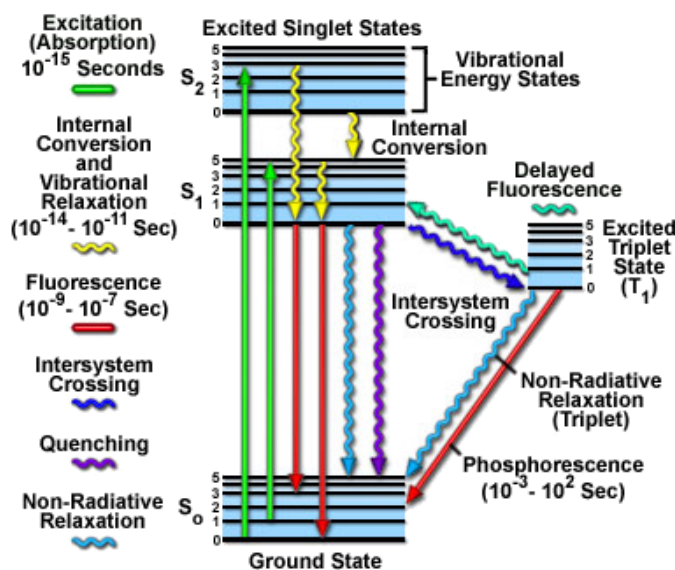 Excitation
(Absorption)
10⁻¹⁵ Seconds
Internal
Conversion
and
Vibrational
Relaxation
(10⁻¹⁴ - 10⁻¹¹ Sec)
Fluorescence
(10⁻⁹ - 10⁻⁷ Sec)
Intersystem
Crossing
Quenching
Non-Radiative
Relaxation
Excited Singlet States
S₂
5
3
2
1
0
Vibrational
Energy States
Internal
Conversion
S₁
5
3
2
1
0
Delayed
Fluorescence
5
3
2
1
0
Excited
Triplet
State
(T₁)
Intersystem
Crossing
Non-Radiative
Relaxation
(Triplet)
Phosphorescence
(10⁻³ - 10² Sec)
Sₒ
5
3
2
1
0
Ground State